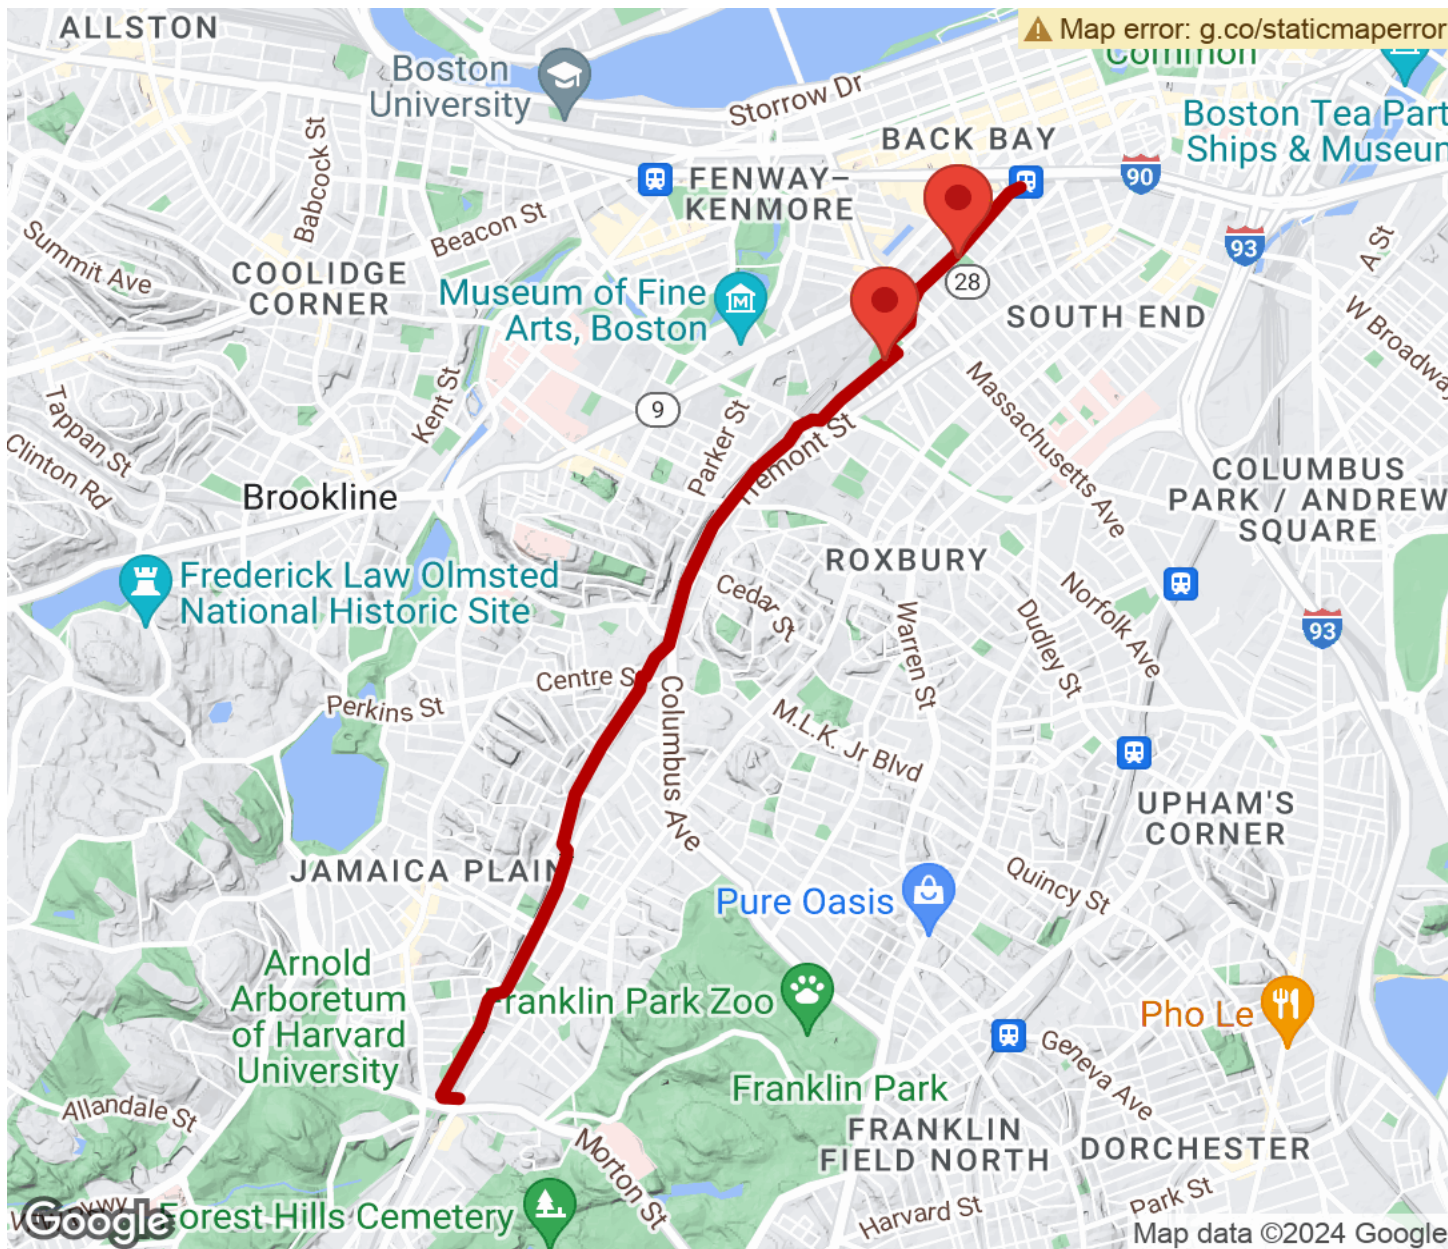 ALLSTON
Map error: g.co/staticmaperror
Common
Boston
University
Storrow Dr
Boston Tea Part
Ships & Museum
BACK BAY
90
FENWAY–
KENMORE
Babcock St
Beacon St
Summit Ave
COOLIDGE
CORNER
93
A St
28
Museum of Fine
Arts, Boston
SOUTH END
W Broadway
Kent St
Tappan St
Clinton Rd
9
Parker St
Tremont St
Massachusetts Ave
Brookline
COLUMBUS
PARK / ANDREW
SQUARE
ROXBURY
Frederick Law Olmsted
National Historic Site
Cedar St
Warren St
Dudley St
Norfolk Ave
93
Centre S
Perkins St
Columbus Ave
M.L.K. Jr Blvd
UPHAM'S
CORNER
JAMAICA PLAIN
Pure Oasis
Quincy St
Arnold
Arboretum
of Harvard
University
ranklin Park Zoo
Pho Le
Geneva Ave
Franklin Park
Allandale St
FRANKLIN
FIELD NORTH
DORCHESTER
Morton St
Park St
Harvard St
Forest Hills Cemetery
Google
Map data ©2024 Google